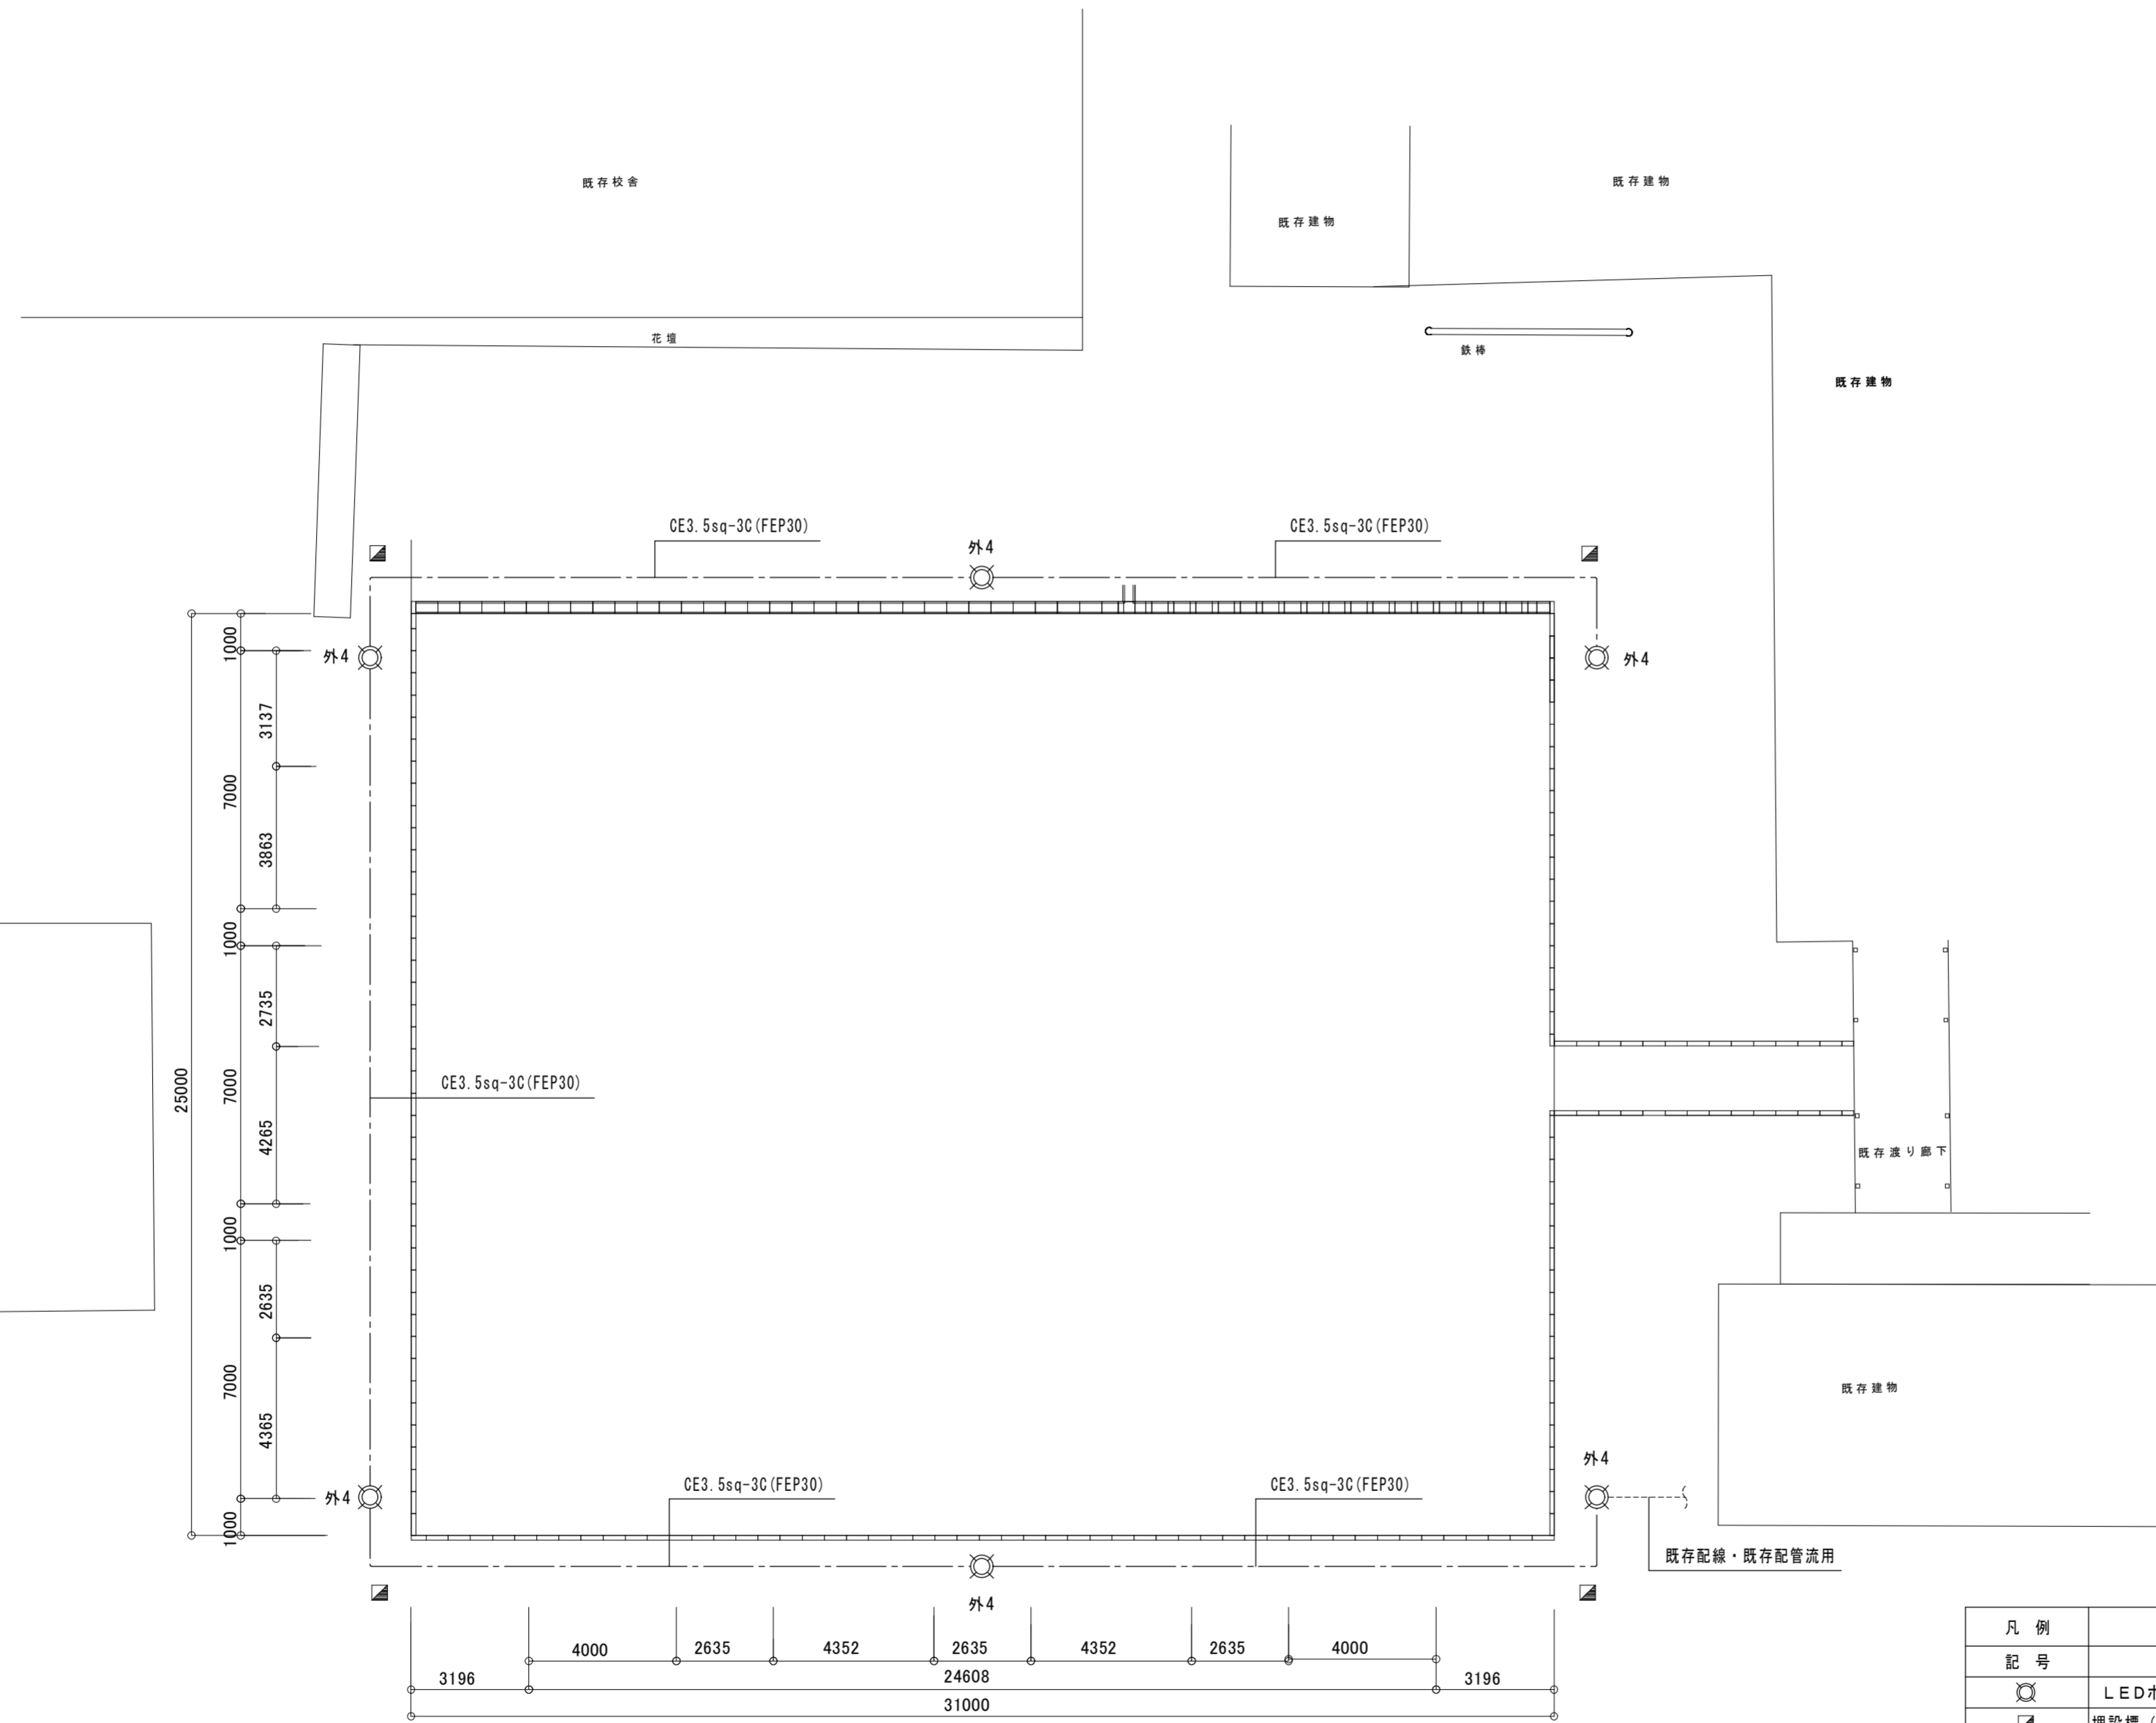 既存校舎
既存建物
既存建物
花壇
鉄棒
既存建物
CE3.5sq-3C(FEP30)
CE3.5sq-3C(FEP30)
外4
外4
外4
1000
3137
7000
3863
1000
2735
25000
7000
CE3.5sq-3C(FEP30)
4265
既存渡り廊下
1000
2635
7000
既存建物
4365
外4
CE3.5sq-3C(FEP30)
CE3.5sq-3C(FEP30)
外4
1000
既存配線・既存配管流用
外4
4000
2635
4352
2635
4352
2635
4000
3196
24608
3196
31000
凡 例
記 号
LED
埋設標